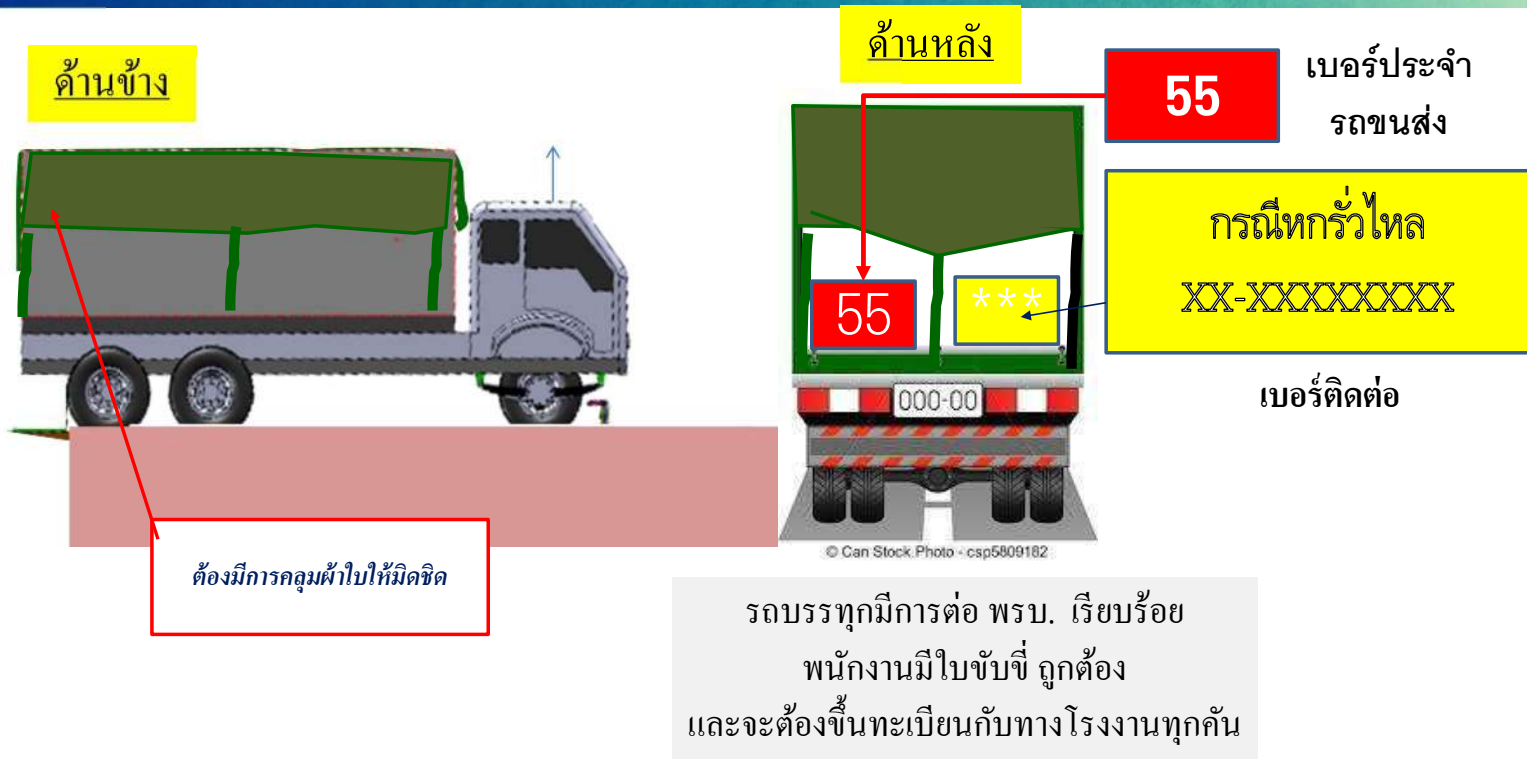 ด้านข้าง
ด้านหลัง
55
เบอร์ประจำ
รถขนส่ง
กรณีหกรั่วไหล
XX-XXXXXXXX
เบอร์ติดต่อ
55
***
000-00
© Can Stock Photo - csp5809182
ต้องมีการคลุมผ้าใบให้มิดชิด
รถบรรทุกมีการต่อ พรบ. เรียบร้อย
พนักงานมีใบขับขี่ ถูกต้อง
และจะต้องขึ้นทะเบียนกับทางโรงงานทุกคัน